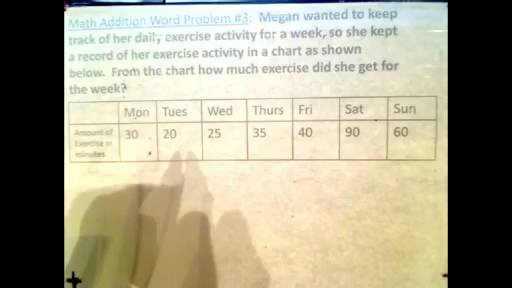 Math Addition Word Problem #3: Megan wanted to keep
track of her daily exercise activity for a week, so she kept
a record of her exercise activity in a chart as shown
below. From the chart how much exercise did she get for
the week?
Mon Tues Wed Thurs Fri Sat Sun
Amount of
Exercise in
minutes
30 20 25 35 40 90 60